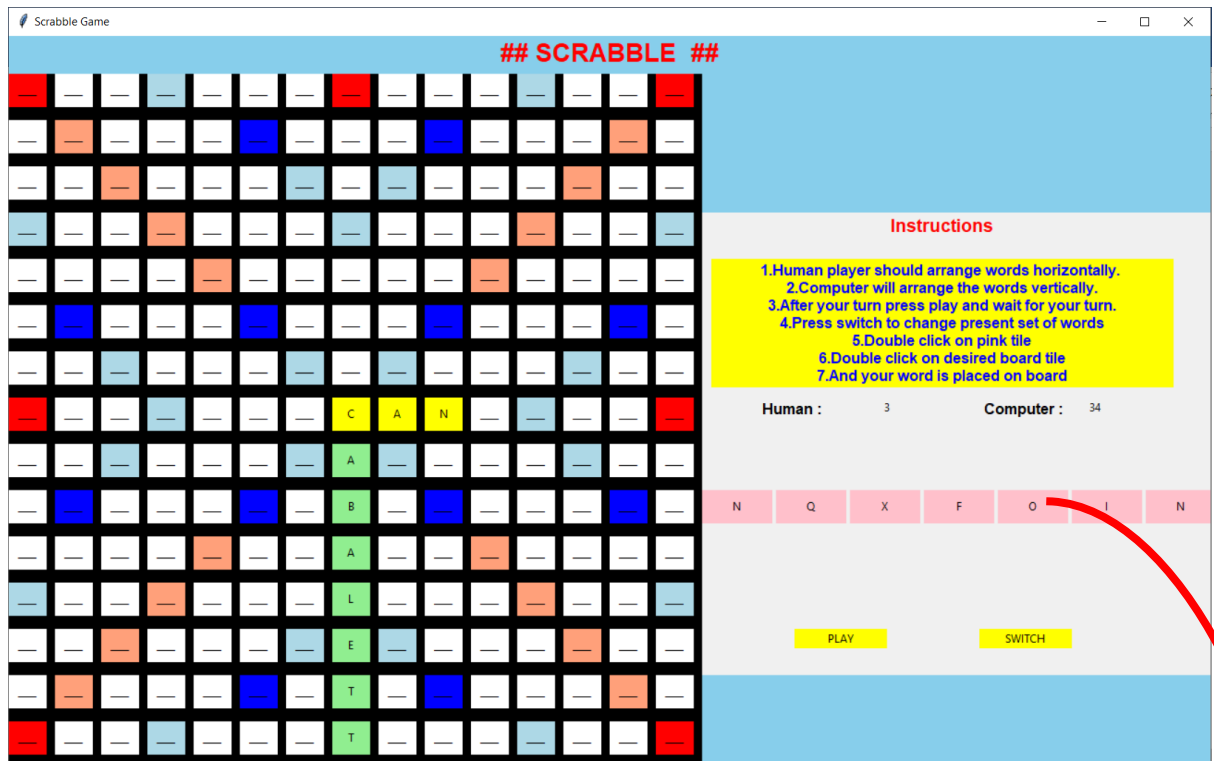 Scrabble Game
## SCRABBLE ##
Instructions
1.Human player should arrange words horizontally.
2.Computer will arrange the words vertically.
3.After your turn press play and wait for your turn.
4.Press switch to change present set of words
5.Double click on pink tile
6.Double click on desired board tile
7.And your word is placed on board
Human : 3 Computer : 34
C A N
A
B
A
L
E
T
T
N Q X F O I N
PLAY SWITCH